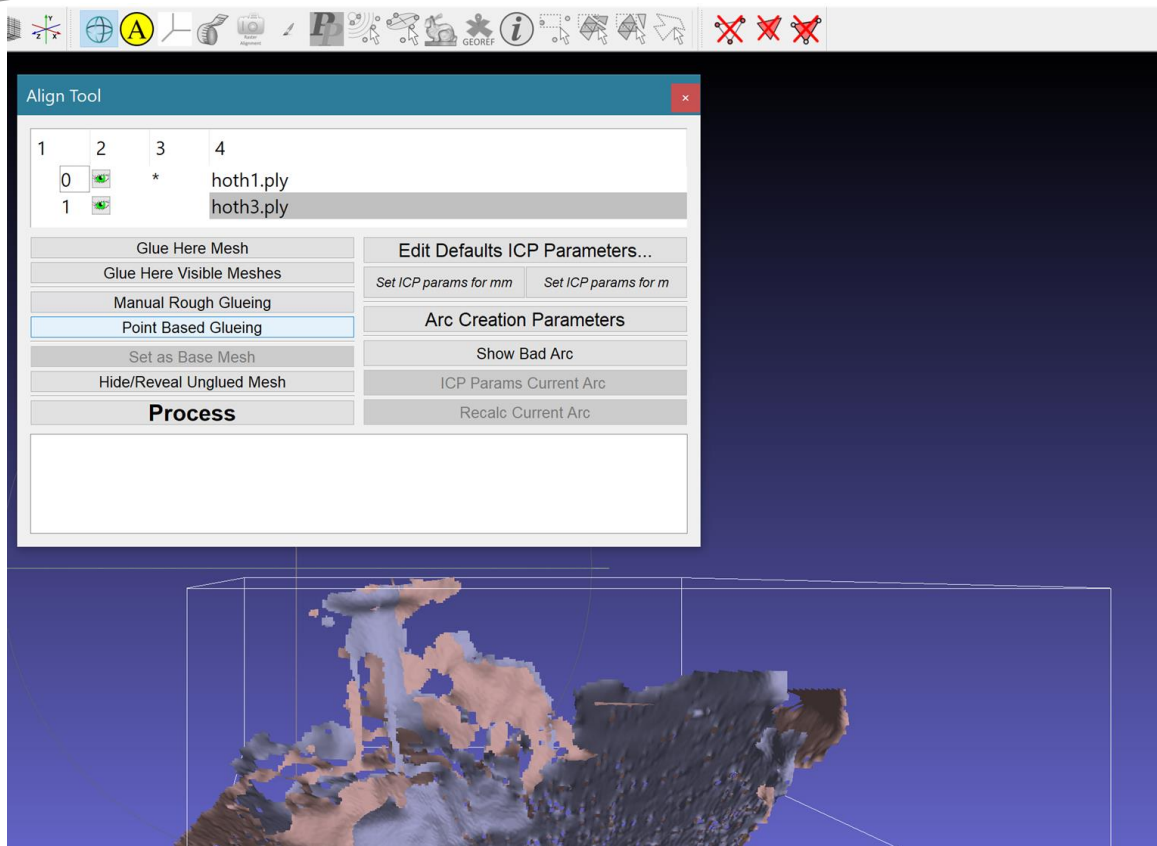 Y
Z X
A
Raster
Alignment
PP
GEOREF
i
Align Tool
×
1 2 3 4
0 * hoth1.ply
1 hoth3.ply
Glue Here Mesh
Glue Here Visible Meshes
Manual Rough Glueing
Point Based Glueing
Set as Base Mesh
Hide/Reveal Unglued Mesh
Process
Edit Defaults ICP Parameters...
Set ICP params for mm Set ICP params for m
Arc Creation Parameters
Show Bad Arc
ICP Params Current Arc
Recalc Current Arc